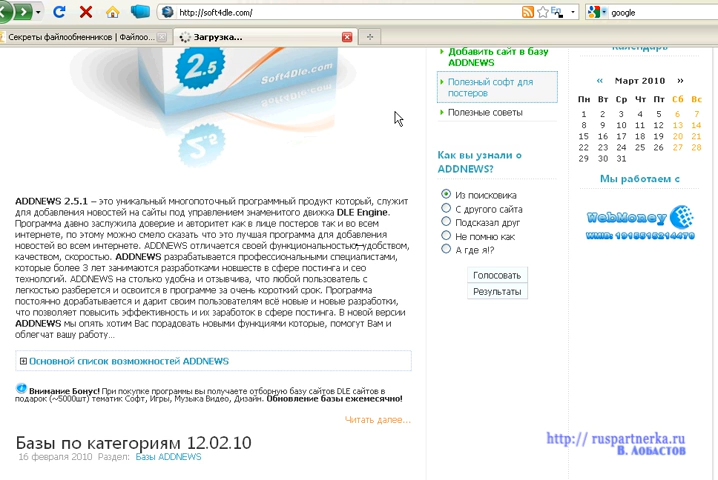 http://soft4dle.com/
google
Секреты файлообменников | Файлоо...
Загрузка...
2.5
Soft4Dle.com
Добавить сайт в базу
ADDNEWS
Полезный софт для
постеров
Полезные советы
Календарь
« Март 2010 »
Пн Вт Ср Чт Пт Сб Вс
1 2 3 4 5 6 7
8 9 10 11 12 13 14
15 16 17 18 19 20 21
22 23 24 25 26 27 28
29 30 31
Как вы узнали о
ADDNEWS?
Из поисковика
С другого сайта
Подсказал друг
Не помню как
А где я!?
Голосовать
Результаты
Мы работаем с
WebMoney
ADDNEWS 2.5.1 – это уникальный многопоточный программный продукт который, служит
для добавления новостей на сайты под управлением знаменитого движка DLE Engine.
Программа давно заслужила доверие и авторитет как в лице постеров так и во всем
интернете, по этому можно смело сказать что это лучшая программа для добавления
новостей во всем интернете. ADDNEWS отличается своей функциональностью, удобством,
качеством, скоростью. ADDNEWS разрабатывается профессиональными специалистами,
которые более 3 лет занимаются разработками новшеств в сфере постинга и сео
технологий. ADDNEWS на столько удобна и отзывчива, что любой пользователь с
легкостью разберется и освоится в программе за очень короткий срок. Программа
постоянно дорабатывается и дарит своим пользователям всё новые и новые разработки,
что позволяет повысить эффективность и их заработок в сфере постинга. В новой версии
ADDNEWS мы опять хотим Вас порадовать новыми функциями которые, помогут Вам и
облегчат вашу работу...
Основной список возможностей ADDNEWS
Внимание Бонус! При покупке программы вы получаете отборную базу сайтов DLE сайтов в
подарок (~5000шт) тематик Софт, Игры, Музыка Видео, Дизайн. Обновление базы ежемесячно!
Читать далее...
Базы по категориям 12.02.10
16 февраля 2010 Раздел: Базы ADDNEWS
http:// ruspartnerka.ru
В. Лобастов